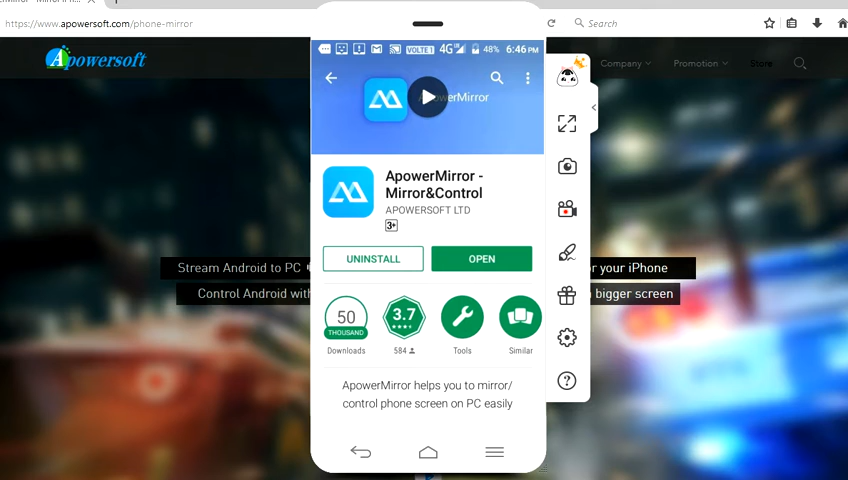 https://www.apowersoft.com/phone-mirror
Search
Apowersoft
Company
Promotion
Store
VOLTE1 4G 48% 6:46 PM
ApowerMirror
ApowerMirror -
Mirror&Control
APOWERSOFT LTD
3+
UNINSTALL
OPEN
Stream Android to PC
or your iPhone
Control Android with
bigger screen
50
THOUSAND
3.7
Downloads
584
Tools
Similar
ApowerMirror helps you to mirror/
control phone screen on PC easily